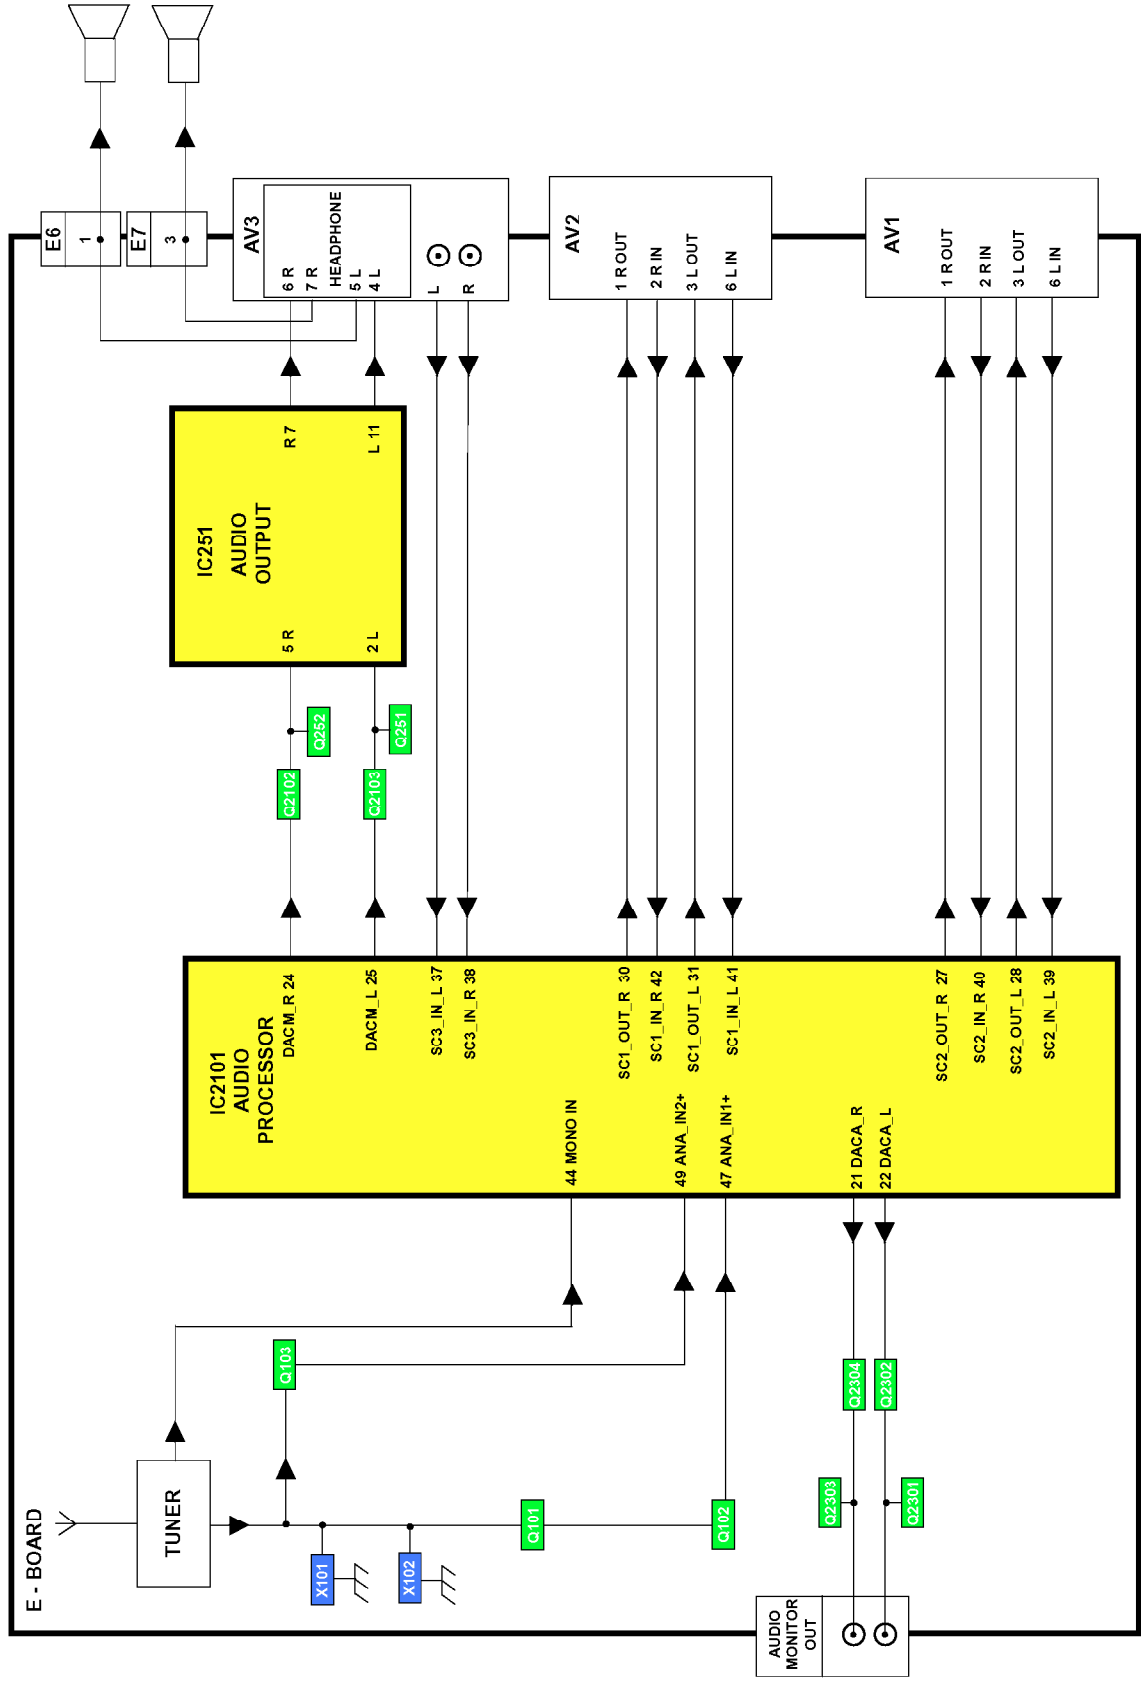 E - BOARD
TUNER
X101
X102
Q103
Q101
Q102
AUDIO
MONITOR
OUT
Q2303
Q2301
Q2304
Q2302
IC2101
AUDIO
PROCESSOR
44 MONO IN
49 ANA_IN2+
47 ANA_IN1+
21 DACA_R
22 DACA_L
DACM_R 24
DACM_L 25
SC3_IN_L 37
SC3_IN_R 38
SC1_OUT_R 30
SC1_IN_R 42
SC1_OUT_L 31
SC1_IN_L 41
SC2_OUT_R 27
SC2_IN_R 40
SC2_OUT_L 28
SC2_IN_L 39
Q2102
Q252
Q2103
Q251
IC251
AUDIO
OUTPUT
5 R
2 L
R 7
L 11
E6
1
E7
3
AV3
6 R
7 R
HEADPHONE
5 L
4 L
L
R
AV2
1 R OUT
2 R IN
3 L OUT
6 L IN
AV1
1 R OUT
2 R IN
3 L OUT
6 L IN